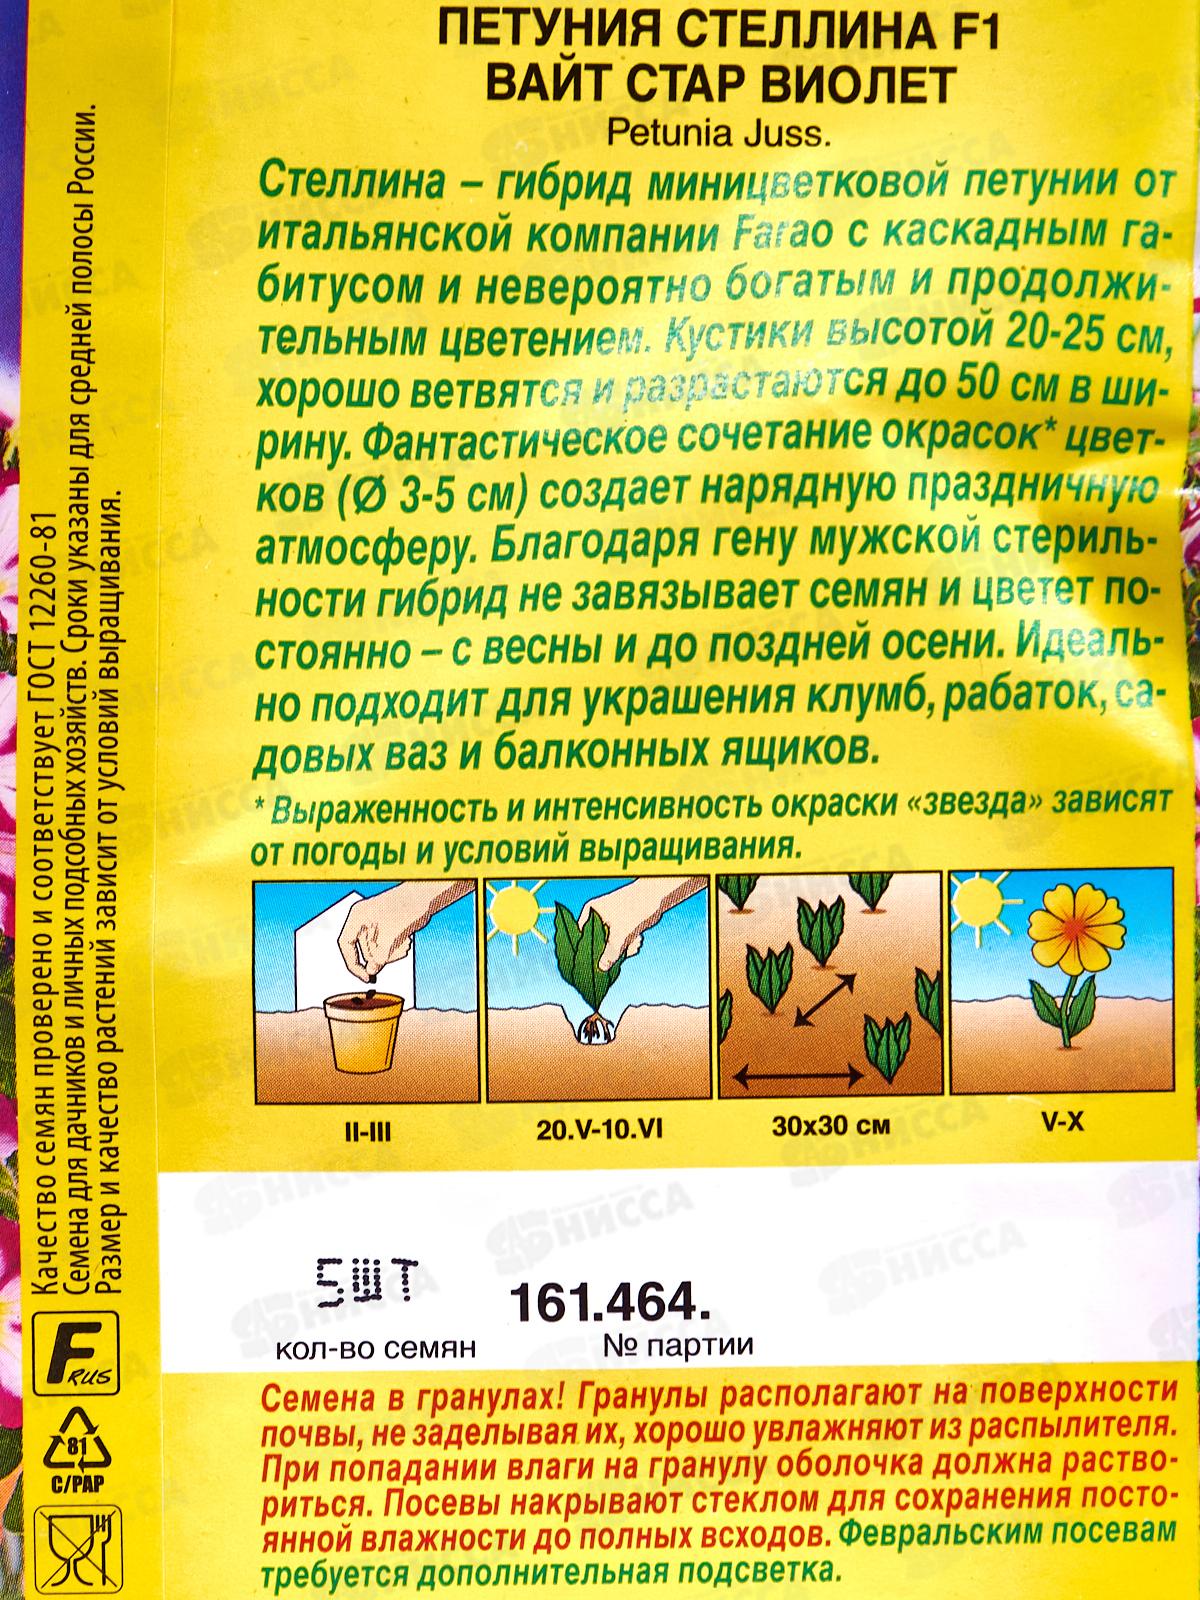 ПЕТУНИЯ СТЕЛЛИНА F1
ВАЙТ СТАР ВИОЛЕТ
Petunia Juss.
Стеллина – гибрид миницветковой петунии от
итальянской компании Farao с каскадным га-
битусом и невероятно богатым и продолжи-
тельным цветением. Кустики высотой 20-25 см,
хорошо ветвятся и разрастаются до 50 см в ши-
рину. Фантастическое сочетание окрасок* цвет-
ков (Ø 3-5 см) создает нарядную праздничную
атмосферу. Благодаря гену мужской стериль-
ности гибрид не завязывает семян и цветет по-
стоянно – с весны и до поздней осени. Идеаль-
но подходит для украшения клумб, рабаток, са-
довых ваз и балконных ящиков.
* Выраженность и интенсивность окраски «звезда» зависят
от погоды и условий выращивания.
II-III
20.V-10.VI
30х30 см
V-X
5ШТ
161.464.
кол-во семян
№ партии
Семена в гранулах! Гранулы располагают на поверхности
почвы, не заделывая их, хорошо увлажняют из распылителя.
При попадании влаги на гранулу оболочка должна раство-
риться. Посевы накрывают стеклом для сохранения посто-
янной влажности до полных всходов. Февральским посевам
требуется дополнительная подсветка.
Качество семян проверено и соответствует ГОСТ 12260-81
Семена для дачников и личных подсобных хозяйств. Сроки указаны для средней полосы России.
Размер и качество растений зависит от условий выращивания.
F RUS
81
C/PAP
НИССА